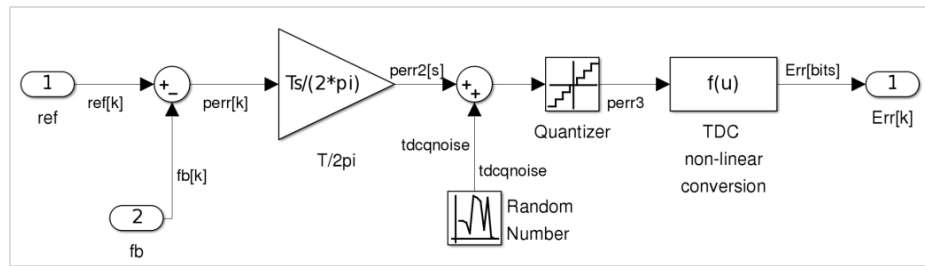 1
ref
ref[k]
+
−
perr[k]
fb[k]
2
fb
Ts/(2*pi)
T/2pi
perr2[s]
+
+
tdcqnoise
tdcqnoise
Random
Number
Quantizer
perr3
f(u)
TDC
non-linear
conversion
Err[bits]
1
Err[k]